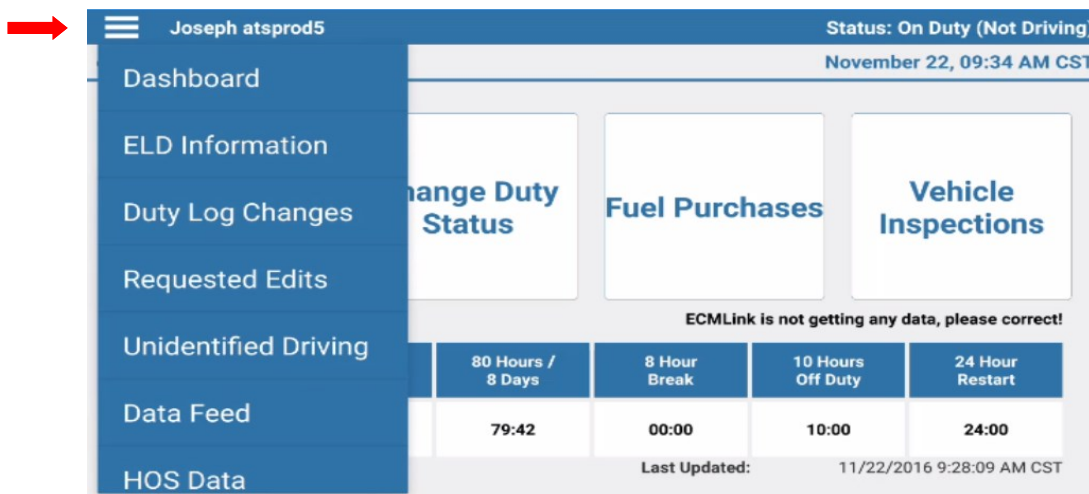 Joseph atsprod5
Status: On Duty (Not Driving)
November 22, 09:34 AM CST
Dashboard
ELD Information
Duty Log Changes
Requested Edits
Unidentified Driving
Data Feed
HOS Data
ange Duty
Status
Fuel Purchases
Vehicle
Inspections
ECMLink is not getting any data, please correct!
80 Hours /
8 Days
8 Hour
Break
10 Hours
Off Duty
24 Hour
Restart
79:42
00:00
10:00
24:00
Last Updated:
11/22/2016 9:28:09 AM CST